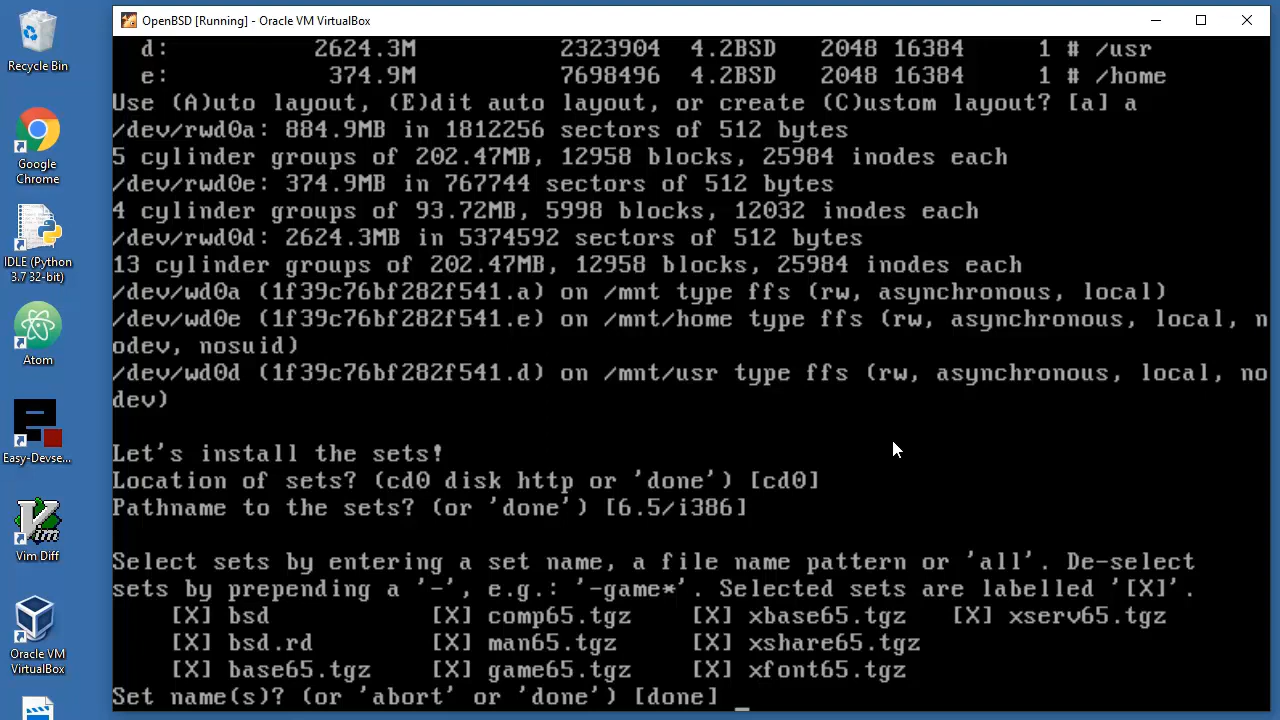 OpenBSD [Running] - Oracle VM VirtualBox
Recycle Bin
Google
Chrome
IDLE (Python
3.7 32-bit)
Atom
Easy-Devse...
Vim Diff
Oracle VM
VirtualBox
d: 2624.3M 2323904 4.2BSD 2048 16384 1 # /usr
e: 374.9M 7698496 4.2BSD 2048 16384 1 # /home
Use (A)uto layout, (E)dit auto layout, or create (C)ustom layout? [a] a
/dev/rwd0a: 884.9MB in 1812256 sectors of 512 bytes
5 cylinder groups of 202.47MB, 12958 blocks, 25984 inodes each
/dev/rwd0e: 374.9MB in 767744 sectors of 512 bytes
4 cylinder groups of 93.72MB, 5998 blocks, 12032 inodes each
/dev/rwd0d: 2624.3MB in 5374592 sectors of 512 bytes
13 cylinder groups of 202.47MB, 12958 blocks, 25984 inodes each
/dev/wd0a (1f39c76bf282f541.a) on /mnt type ffs (rw, asynchronous, local)
/dev/wd0e (1f39c76bf282f541.e) on /mnt/home type ffs (rw, asynchronous, local, n
odev, nosuid)
/dev/wd0d (1f39c76bf282f541.d) on /mnt/usr type ffs (rw, asynchronous, local, no
dev)
Let's install the sets!
Location of sets? (cd0 disk http or 'done') [cd0]
Pathname to the sets? (or 'done') [6.5/i386]
Select sets by entering a set name, a file name pattern or 'all'. De-select
sets by prepending a '-', e.g.: '-game*'. Selected sets are labelled '[X]'.
[X] bsd [X] comp65.tgz [X] xbase65.tgz [X] xserv65.tgz
[X] bsd.rd [X] man65.tgz [X] xshare65.tgz
[X] base65.tgz [X] game65.tgz [X] xfont65.tgz
Set name(s)? (or 'abort' or 'done') [done]